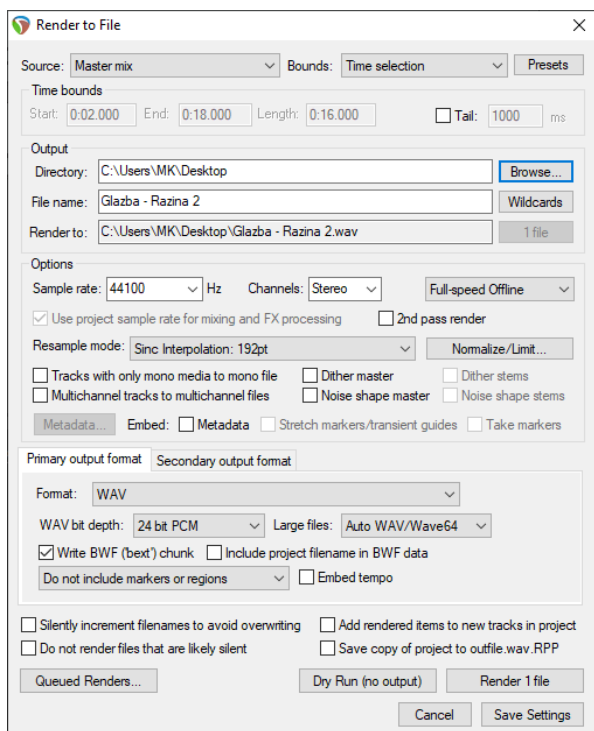 Render to File
Source: Master mix Bounds: Time selection Presets
Time bounds
Start: 0:02.000 End: 0:18.000 Length: 0:16.000 Tail: 1000 ms
Output
Directory: C:\Users\MK\Desktop Browse...
File name: Glazba - Razina 2 Wildcards
Render to: C:\Users\MK\Desktop\Glazba - Razina 2.wav 1 file
Options
Sample rate: 44100 Hz Channels: Stereo Full-speed Offline
Use project sample rate for mixing and FX processing 2nd pass render
Resample mode: Sinc Interpolation: 192pt Normalize/Limit...
Tracks with only mono media to mono file Dither master Dither stems
Multichannel tracks to multichannel files Noise shape master Noise shape stems
Metadata... Embed: Metadata Stretch markers/transient guides Take markers
Primary output format Secondary output format
Format: WAV
WAV bit depth: 24 bit PCM Large files: Auto WAV/Wave64
Write BWF ('bext') chunk Include project filename in BWF data
Do not include markers or regions Embed tempo
Silently increment filenames to avoid overwriting Add rendered items to new tracks in project
Do not render files that are likely silent Save copy of project to outfile.wav.RPP
Queued Renders... Dry Run (no output) Render 1 file
Cancel Save Settings